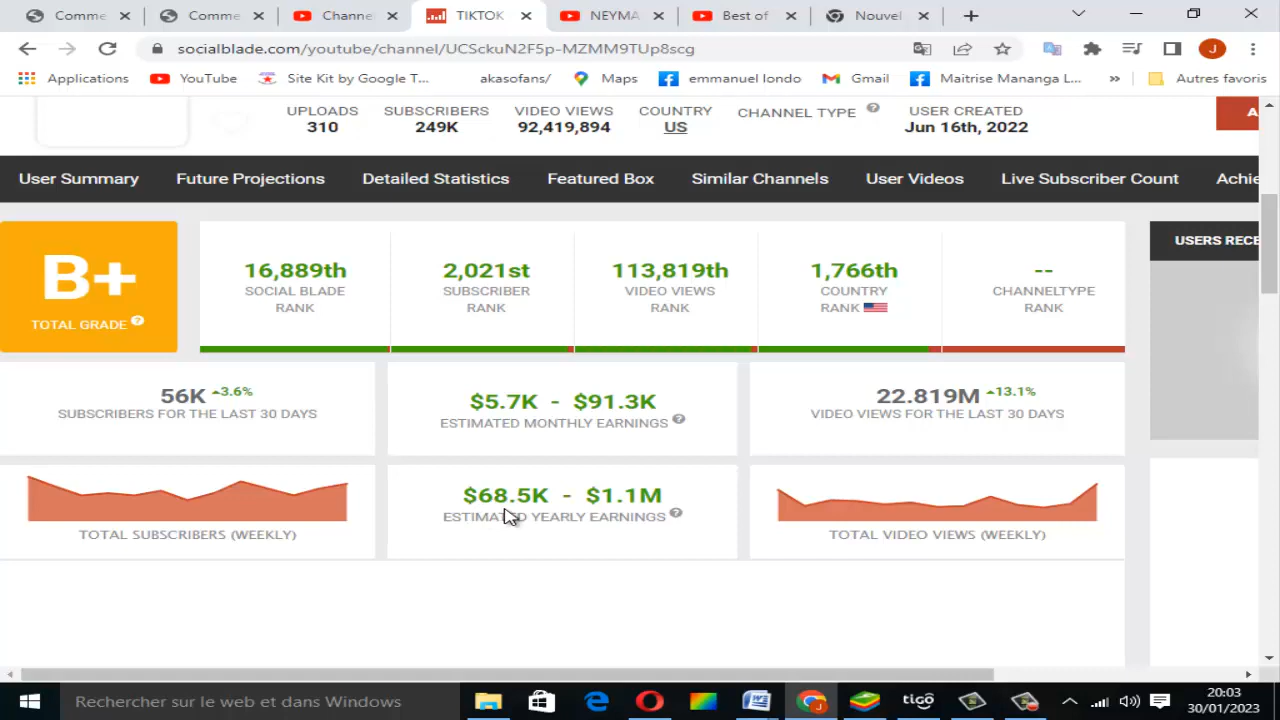 Comme
Comme
Channe
TIKTOK
NEYMA
Best of
Nouvel
socialblade.com/youtube/channel/UCSckuN2F5p-MZMM9TUp8scg
Applications
YouTube
Site Kit by Google T...
akasofans/
Maps
emmanuel londo
Gmail
Maitrise Mananga L...
»
Autres favoris
J
UPLOADS
310
SUBSCRIBERS
249K
VIDEO VIEWS
92,419,894
COUNTRY
US
CHANNEL TYPE
USER CREATED
Jun 16th, 2022
A
User Summary
Future Projections
Detailed Statistics
Featured Box
Similar Channels
User Videos
Live Subscriber Count
Achie
B+
TOTAL GRADE
16,889th
SOCIAL BLADE
RANK
2,021st
SUBSCRIBER
RANK
113,819th
VIDEO VIEWS
RANK
1,766th
COUNTRY
RANK
--
CHANNELTYPE
RANK
USERS RECE
56K 3.6%
SUBSCRIBERS FOR THE LAST 30 DAYS
$5.7K - $91.3K
ESTIMATED MONTHLY EARNINGS
22.819M 13.1%
VIDEO VIEWS FOR THE LAST 30 DAYS
TOTAL SUBSCRIBERS (WEEKLY)
$68.5K - $1.1M
ESTIMATED YEARLY EARNINGS
TOTAL VIDEO VIEWS (WEEKLY)
Rechercher sur le web et dans Windows
tigo
20:03
30/01/2023